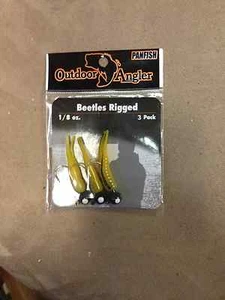 PANFISH
Outdoor Angler
Beetles Rigged
1/8 oz. 3 Pack